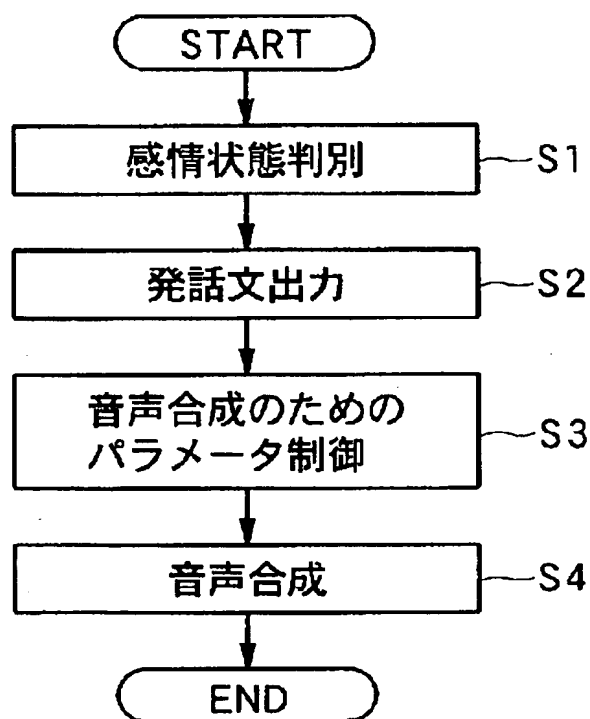 START
感情状態判別
S1
発話文出力
S2
音声合成のための
パラメータ制御
S3
音声合成
S4
END